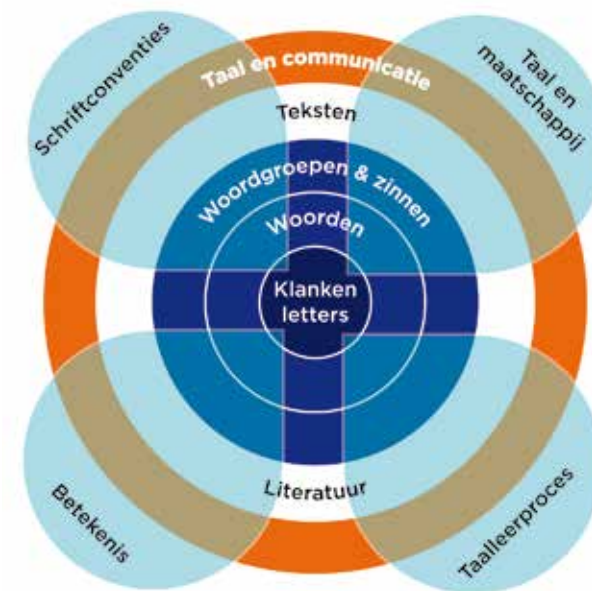 Schriftconventies
Taal en
maatschappij
Taal en communicatie
Teksten
Woordgroepen & zinnen
Woorden
Klanken
letters
Literatuur
Betekenis
Taalleerproces